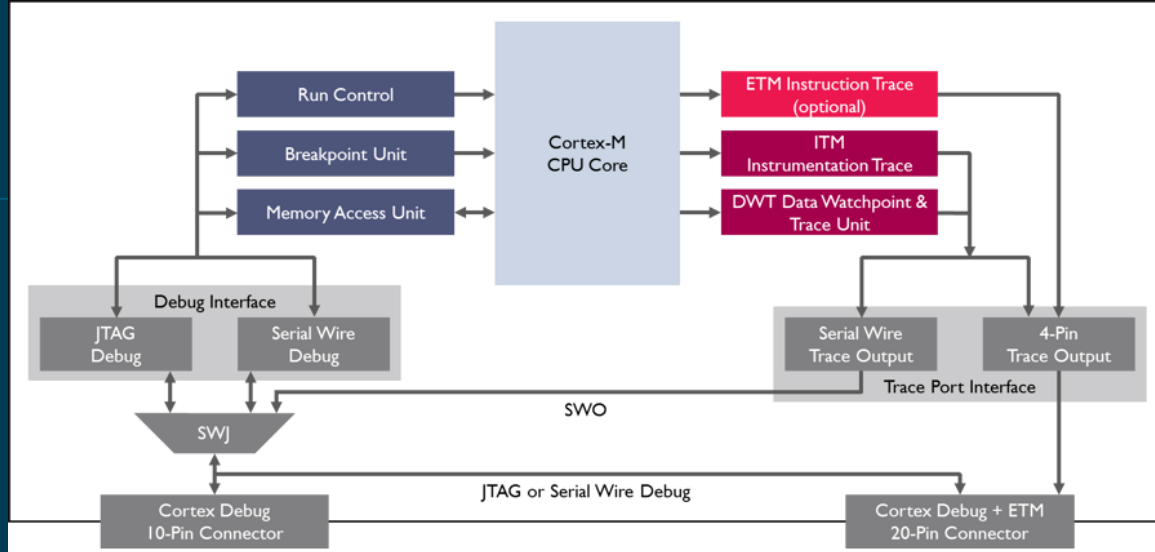 Run Control
Breakpoint Unit
Memory Access Unit
Cortex-M
CPU Core
ETM Instruction Trace
(optional)
ITM
Instrumentation Trace
DWT Data Watchpoint &
Trace Unit
Debug Interface
JTAG
Debug
Serial Wire
Debug
Serial Wire
Trace Output
4-Pin
Trace Output
Trace Port Interface
SWO
SWJ
JTAG or Serial Wire Debug
Cortex Debug
10-Pin Connector
Cortex Debug + ETM
20-Pin Connector